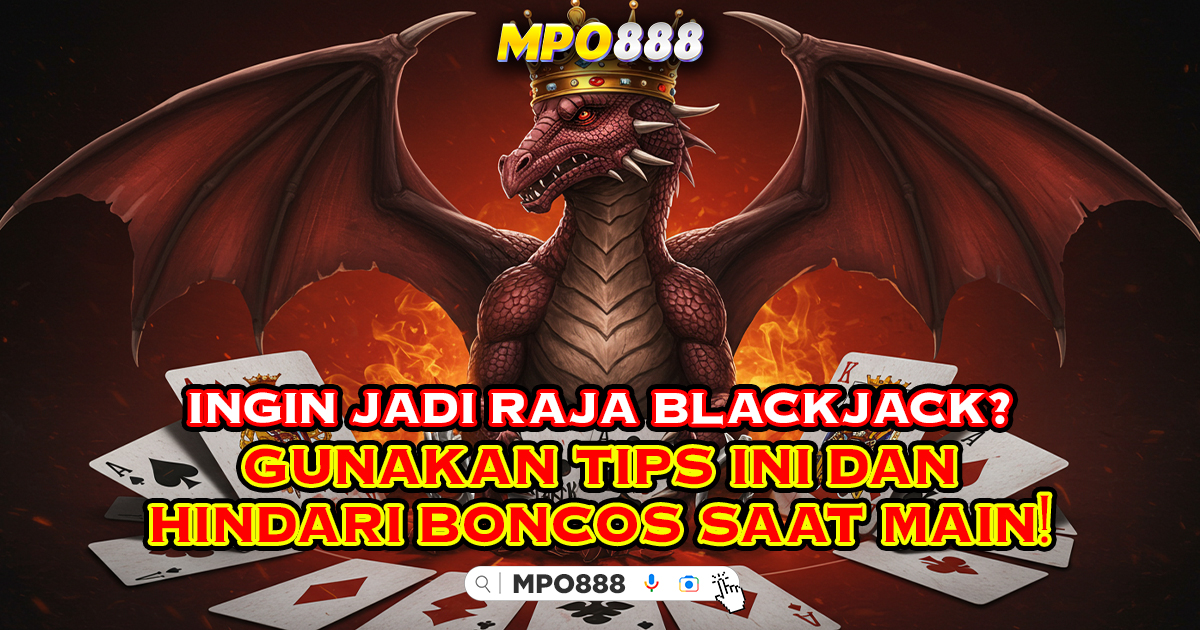 MPO888
INGIN JADI RAJA BLACKJACK?
GUNAKAN TIPS INI DAN
HINDARI BONCOS SAAT MAIN!
K
A
A
MPO888